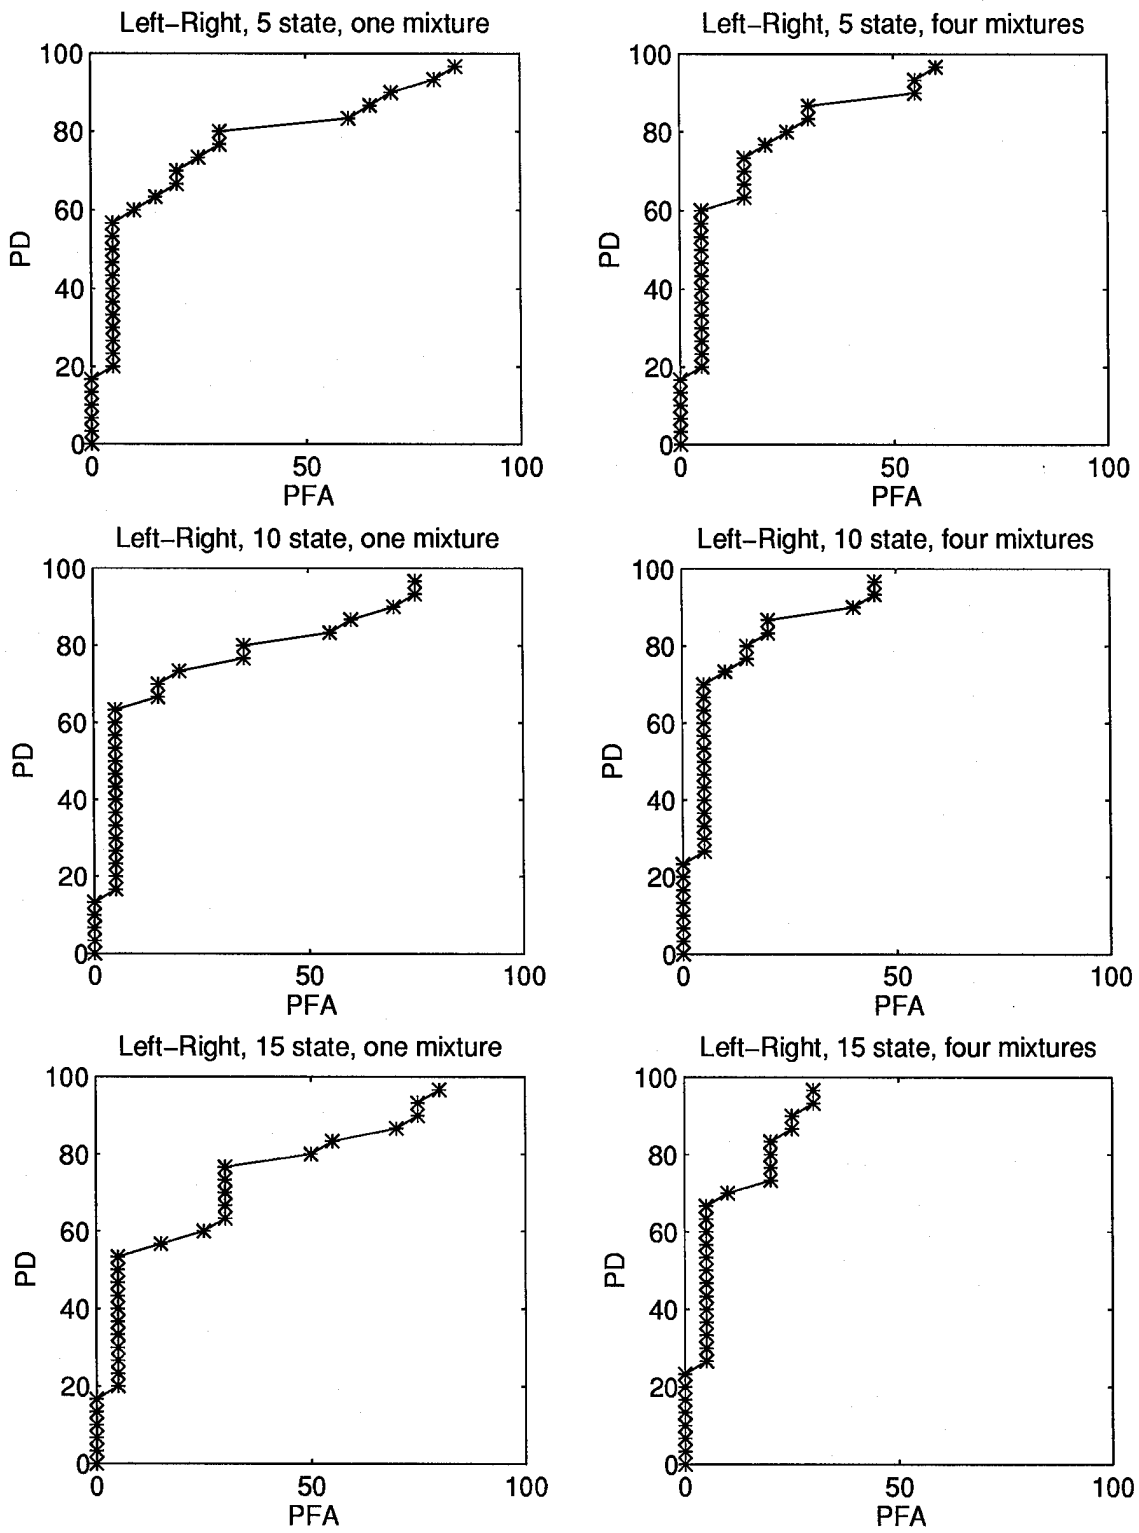 Left–Right, 5 state, one mixture
100
80
60
40
20
0
PD
0 50 100
PFA
Left–Right, 5 state, four mixtures
100
80
60
40
20
0
PD
0 50 100
PFA
Left–Right, 10 state, one mixture
100
80
60
40
20
0
PD
0 50 100
PFA
Left–Right, 10 state, four mixtures
100
80
60
40
20
0
PD
0 50 100
PFA
Left–Right, 15 state, one mixture
100
80
60
40
20
0
PD
0 50 100
PFA
Left–Right, 15 state, four mixtures
100
80
60
40
20
0
PD
0 50 100
PFA